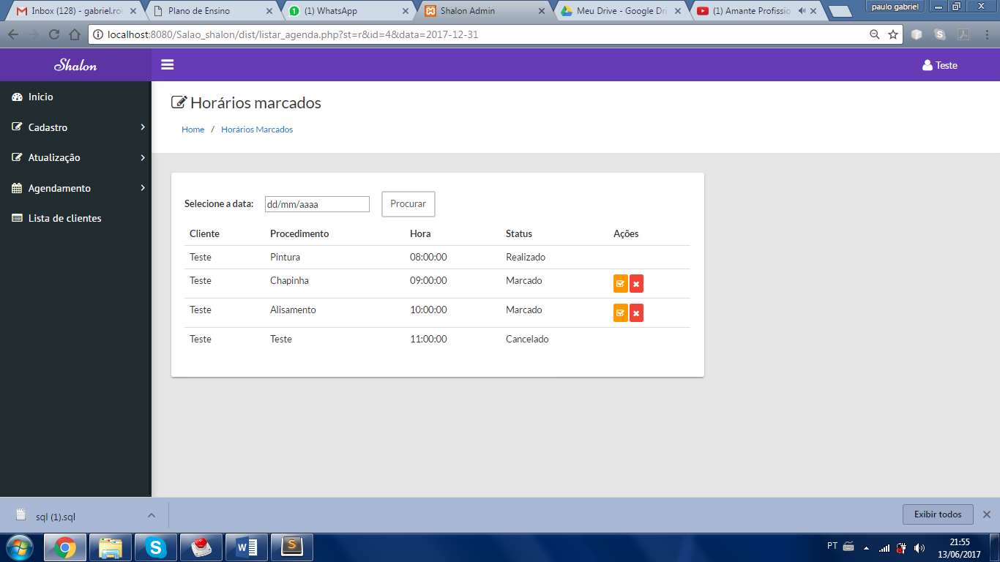 Inbox (128) - gabriel.ro
Plano de Ensino
(1) WhatsApp
Shalon Admin
Meu Drive - Google Dri
(1) Amante Profissio
paulo gabriel
localhost:8080/Salao_shalon/dist/listar_agenda.php?st=r&id=4&data=2017-12-31
Shalon
Teste
Inicio
Cadastro
Atualização
Agendamento
Lista de clientes
Horários marcados
Home / Horários Marcados
Selecione a data: dd/mm/aaaa Procurar
Cliente Procedimento Hora Status Ações
Teste Pintura 08:00:00 Realizado
Teste Chapinha 09:00:00 Marcado
Teste Alisamento 10:00:00 Marcado
Teste Teste 11:00:00 Cancelado
sql (1).sql
Exibir todos
PT
21:55
13/06/2017